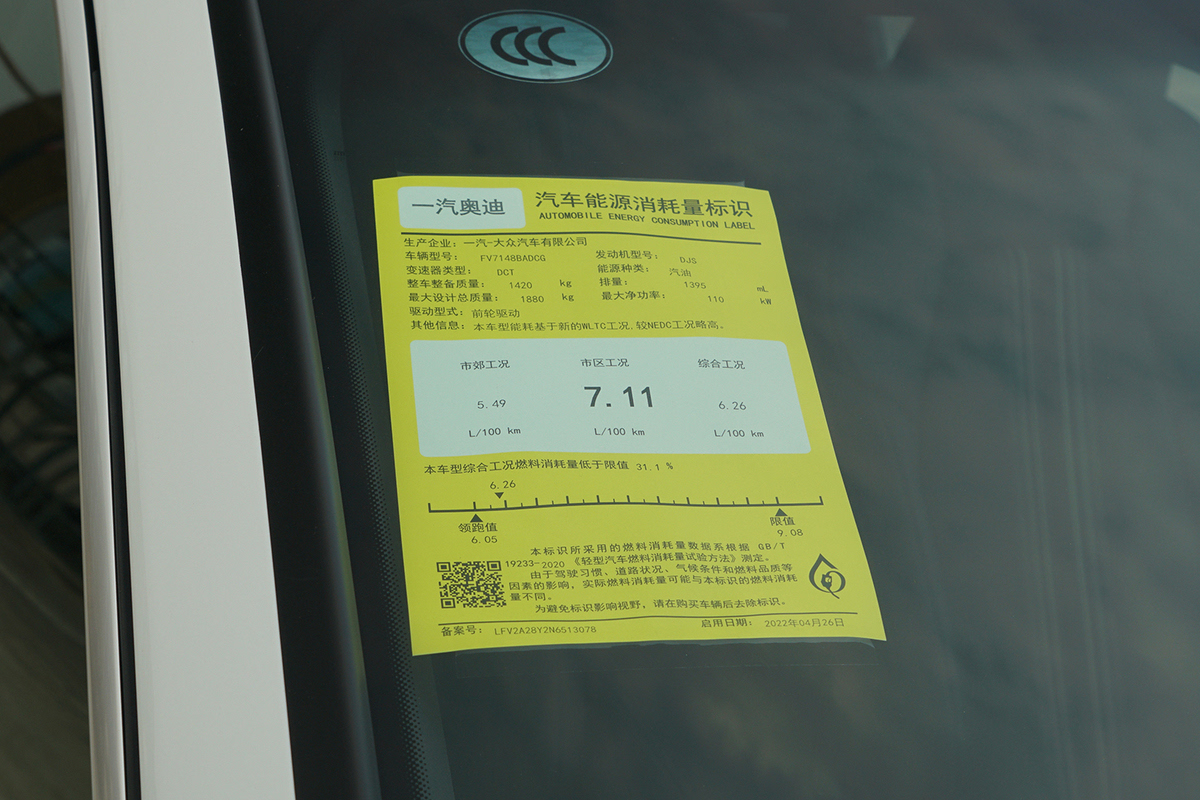 CCC
一汽奥迪
汽车能源消耗量标识
AUTOMOBILE ENERGY CONSUMPTION LABEL
生产企业：一汽-大众汽车有限公司
车辆型号： FV7148BADCG 发动机型号： DJS
变速器类型： DCT 能源种类： 汽油
整车整备质量： 1420 kg 排量： 1395 mL
最大设计总质量： 1880 kg 最大净功率： 110 kW
驱动型式：前轮驱动
其他信息：本车型能耗基于新的WLTC工况,较NEDC工况略高。
市郊工况 市区工况 综合工况
5.49 7.11 6.26
L/100 km L/100 km L/100 km
本车型综合工况燃料消耗量低于限值 31.1 %
6.26
领跑值 限值
6.05 9.08
本标识所采用的燃料消耗量数据系根据 GB/T
19233-2020 《轻型汽车燃料消耗量试验方法》测定。
由于驾驶习惯、道路状况、气候条件和燃料品质等
因素的影响，实际燃料消耗量可能与本标识的燃料消耗
量不同。
为避免标识影响视野，请在购买车辆后去除标识。
备案号： LFV2A28Y2N6513078 启用日期： 2022年04月26日